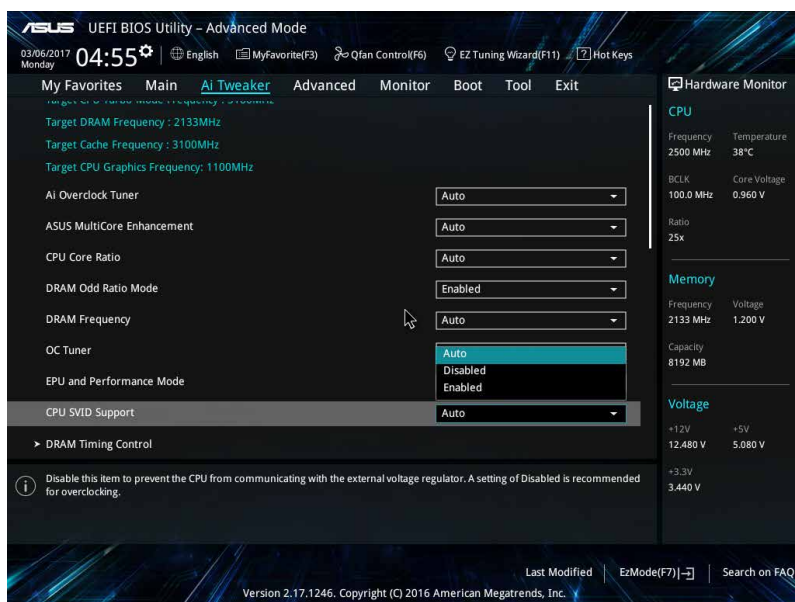 ASUS UEFI BIOS Utility – Advanced Mode
03/06/2017
Monday
04:55
English
MyFavorite(F3)
Qfan Control(F6)
EZ Tuning Wizard(F11)
? Hot Keys
My Favorites Main Ai Tweaker Advanced Monitor Boot Tool Exit
Target CPU Turbo-Mode Frequency : 3100MHz
Target DRAM Frequency : 2133MHz
Target Cache Frequency : 3100MHz
Target CPU Graphics Frequency: 1100MHz
Ai Overclock Tuner Auto
ASUS MultiCore Enhancement Auto
CPU Core Ratio Auto
DRAM Odd Ratio Mode Enabled
DRAM Frequency Auto
OC Tuner
Auto
Disabled
Enabled
EPU and Performance Mode
CPU SVID Support Auto
> DRAM Timing Control
Disable this item to prevent the CPU from communicating with the external voltage regulator. A setting of Disabled is recommended
for overclocking.
Hardware Monitor
CPU
Frequency Temperature
2500 MHz 38°C
BCLK Core Voltage
100.0 MHz 0.960 V
Ratio
25x
Memory
Frequency Voltage
2133 MHz 1.200 V
Capacity
8192 MB
Voltage
+12V +5V
12.480 V 5.080 V
+3.3V
3.440 V
Last Modified
EzMode(F7)
Search on FAQ
Version 2.17.1246. Copyright (C) 2016 American Megatrends, Inc.